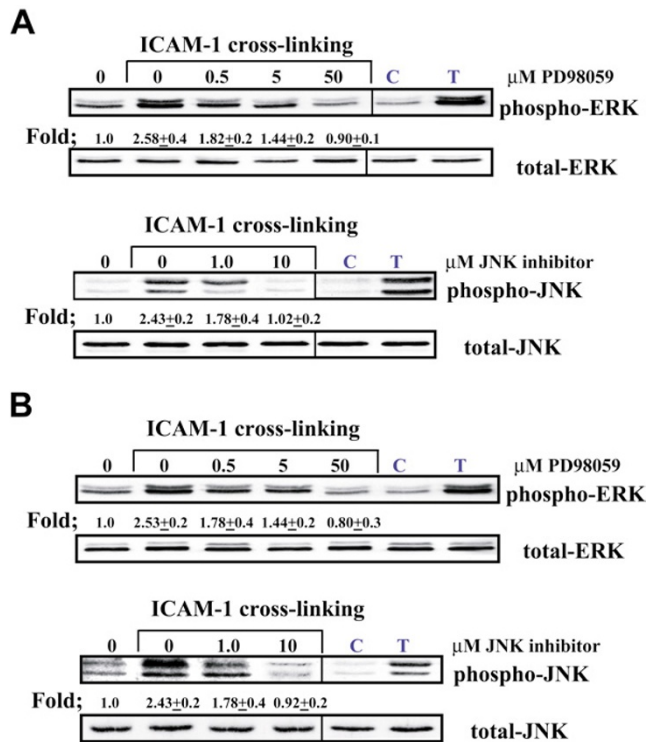 A
ICAM-1 cross-linking
0 0 0.5 5 50 C T μM PD98059
phospho-ERK
Fold; 1.0 2.58±0.4 1.82±0.2 1.44±0.2 0.90±0.1
total-ERK
ICAM-1 cross-linking
0 0 1.0 10 C T μM JNK inhibitor
phospho-JNK
Fold; 1.0 2.43±0.2 1.78±0.4 1.02±0.2
total-JNK
B
ICAM-1 cross-linking
0 0 0.5 5 50 C T μM PD98059
phospho-ERK
Fold; 1.0 2.53±0.2 1.78±0.4 1.44±0.2 0.80±0.3
total-ERK
ICAM-1 cross-linking
0 0 1.0 10 C T μM JNK inhibitor
phospho-JNK
Fold; 1.0 2.43±0.2 1.78±0.4 0.92±0.2
total-JNK